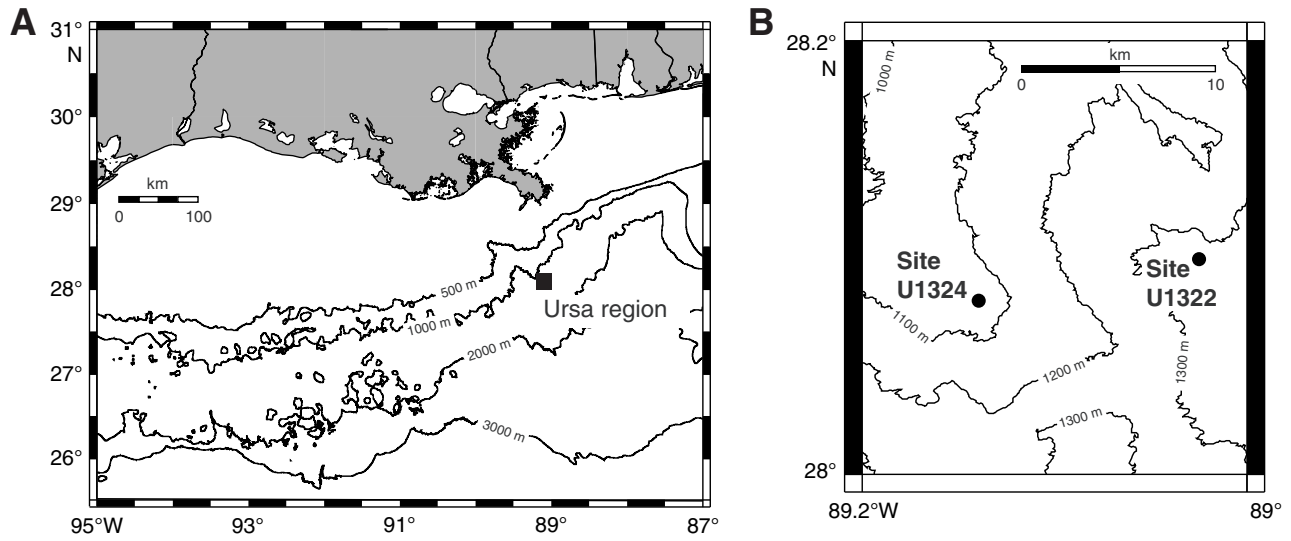 A
31°
N
30°
29°
28°
27°
26°
95°W
93°
91°
89°
87°
km
0
100
500 m
1000 m
2000 m
3000 m
Ursa region
B
28.2°
N
28°
89.2°W
89°
km
0
10
1000 m
1100 m
1200 m
1300 m
1300 m
Site
U1324
Site
U1322